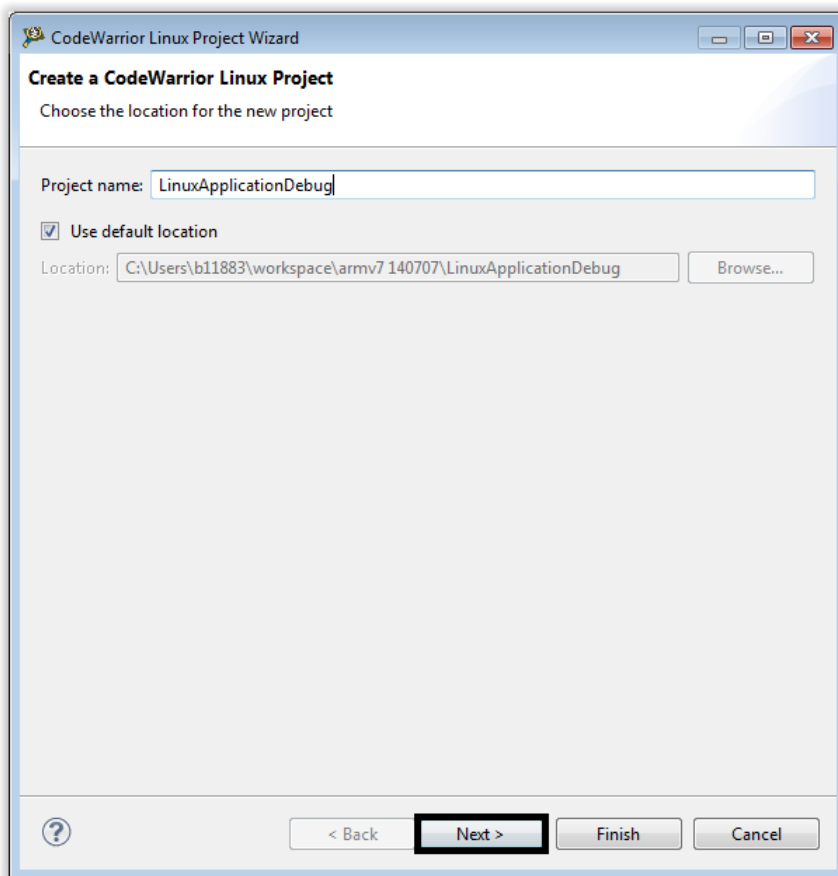 CodeWarrior Linux Project Wizard
Create a CodeWarrior Linux Project
Choose the location for the new project
Project name: LinuxApplicationDebug
Use default location
Location: C:\Users\b11883\workspace\armv7 140707\LinuxApplicationDebug Browse...
? < Back Next > Finish Cancel